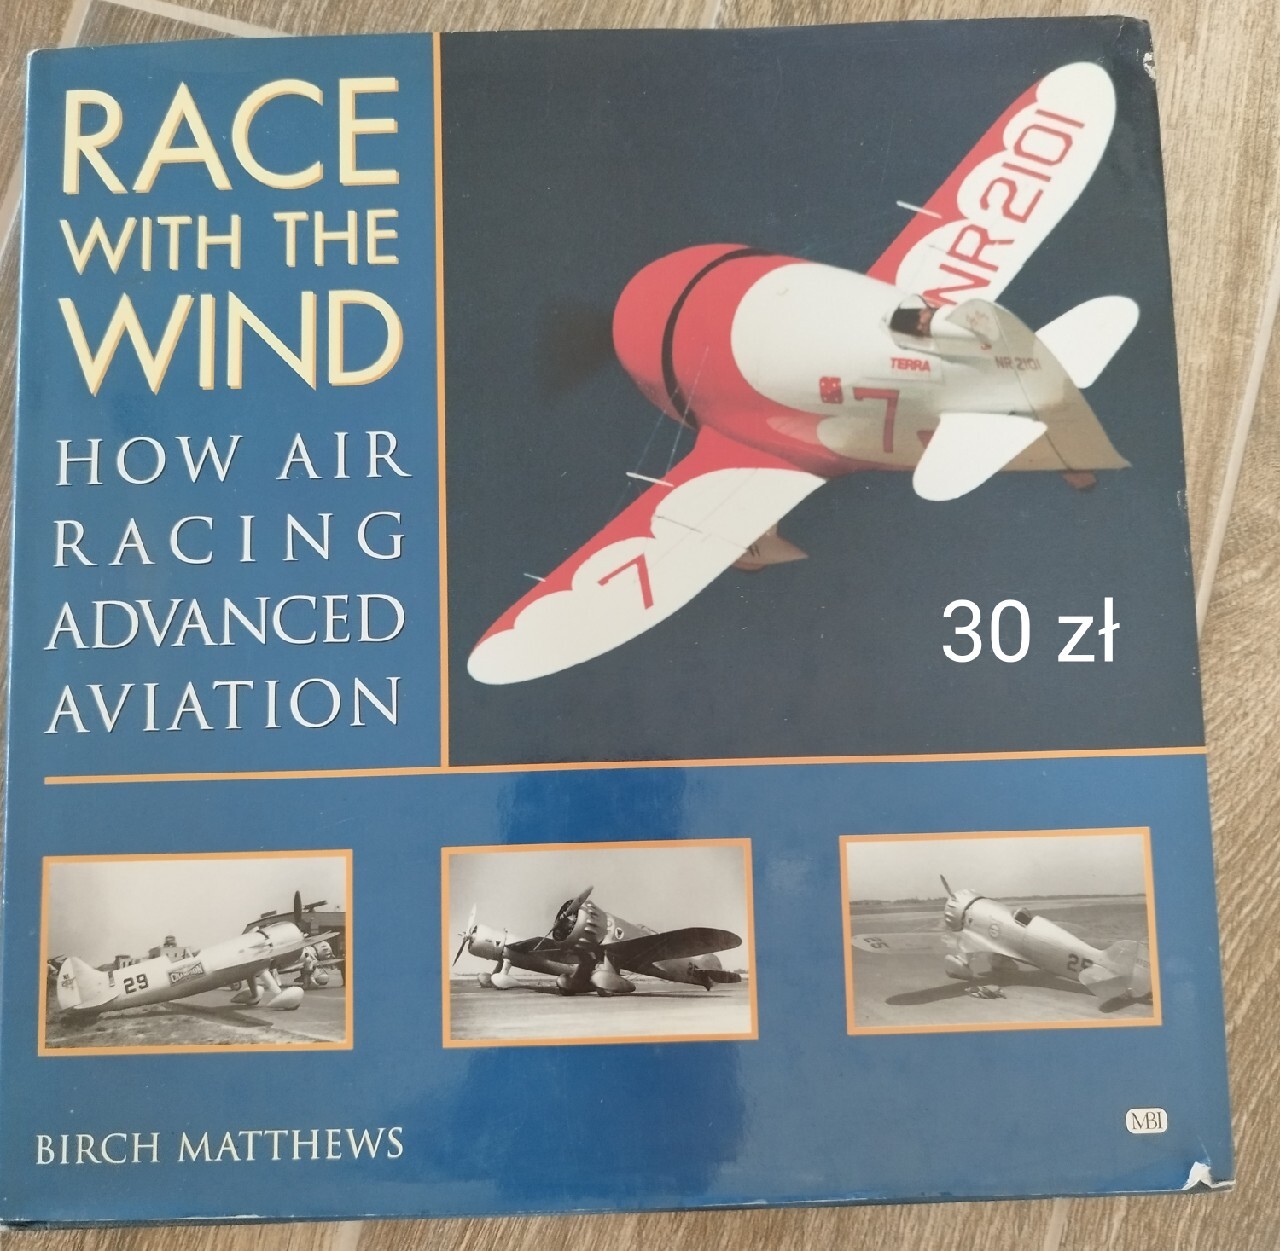 RACE
WITH THE
WIND
HOW AIR
RACING
ADVANCED
AVIATION
NR2101
TERRA
NR 2101
7
7
30 zł
29
25
BIRCH MATTHEWS
MBI